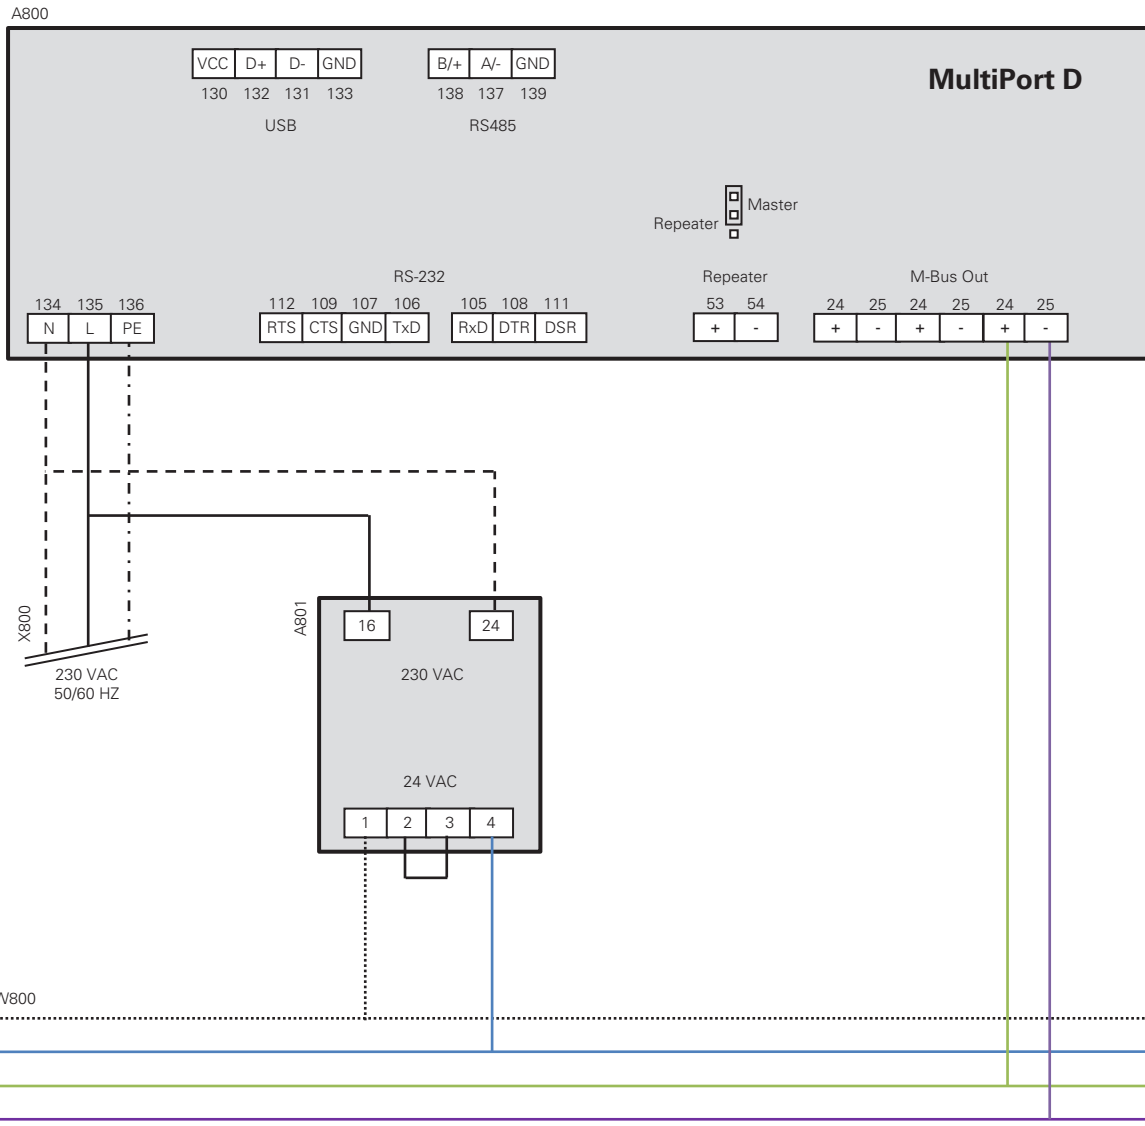 A800
VCC D+ D- GND B/+ A/- GND
MultiPort D
130 132 131 133 138 137 139
USB RS485
Master
Repeater
RS-232 Repeater M-Bus Out
134 135 136 112 109 107 106 105 108 111 53 54 24 25 24 25 24 25
N L PE RTS CTS GND TxD RxD DTR DSR + - + - + - + -
X800
A801
16 24
230 VAC 230 VAC
50/60 HZ
24 VAC
1 2 3 4
W800